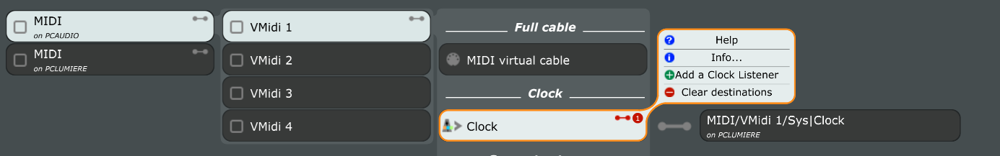 MIDI
on PCAUDIO
MIDI
on PCLUMIERE
VMidi 1
VMidi 2
VMidi 3
VMidi 4
Full cable
MIDI virtual cable
Clock
Clock
1
Help
Info...
Add a Clock Listener
Clear destinations
MIDI/VMidi 1/Sys|Clock
on PCLUMIERE